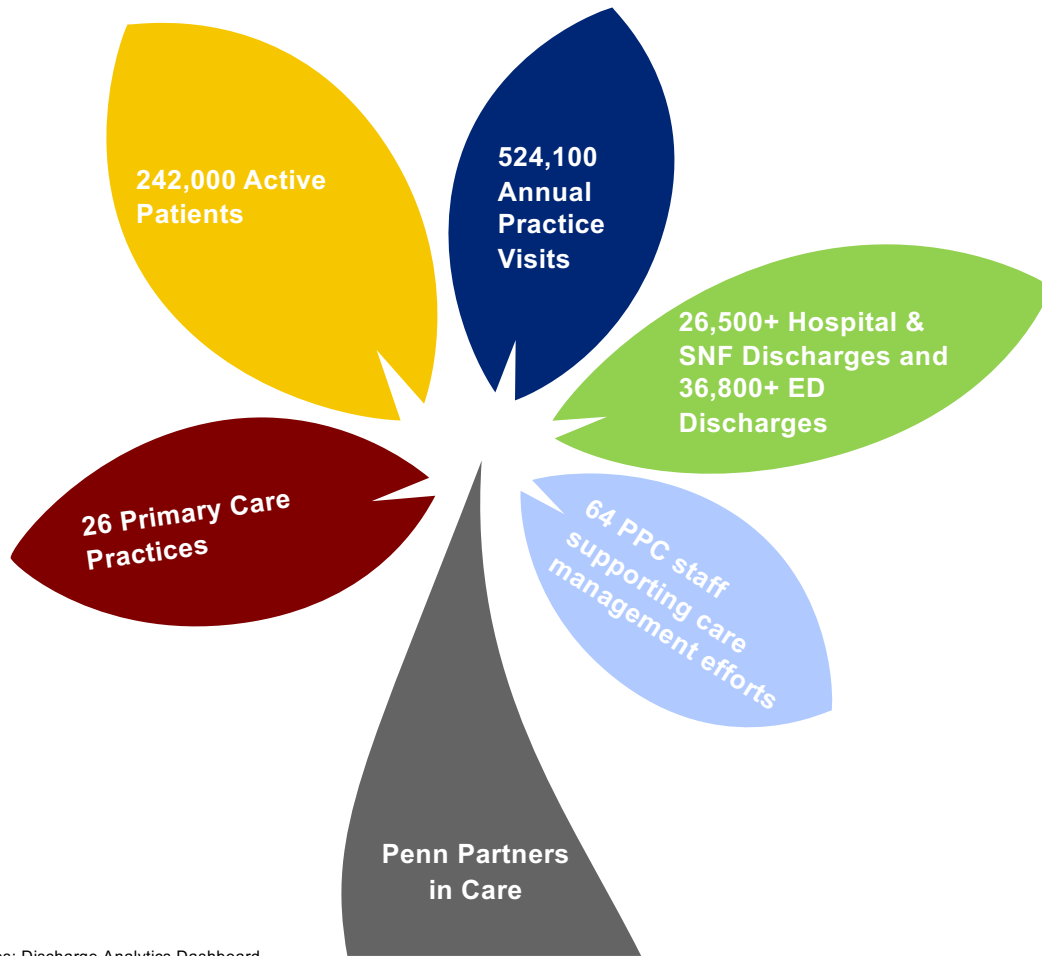 242,000 Active
Patients
524,100
Annual
Practice
Visits
26,500+ Hospital &
SNF Discharges and
36,800+ ED
Discharges
26 Primary Care
Practices
64 PPC staff
supporting care
management efforts
Penn Partners
in Care
Discharge Analytics Dashboard